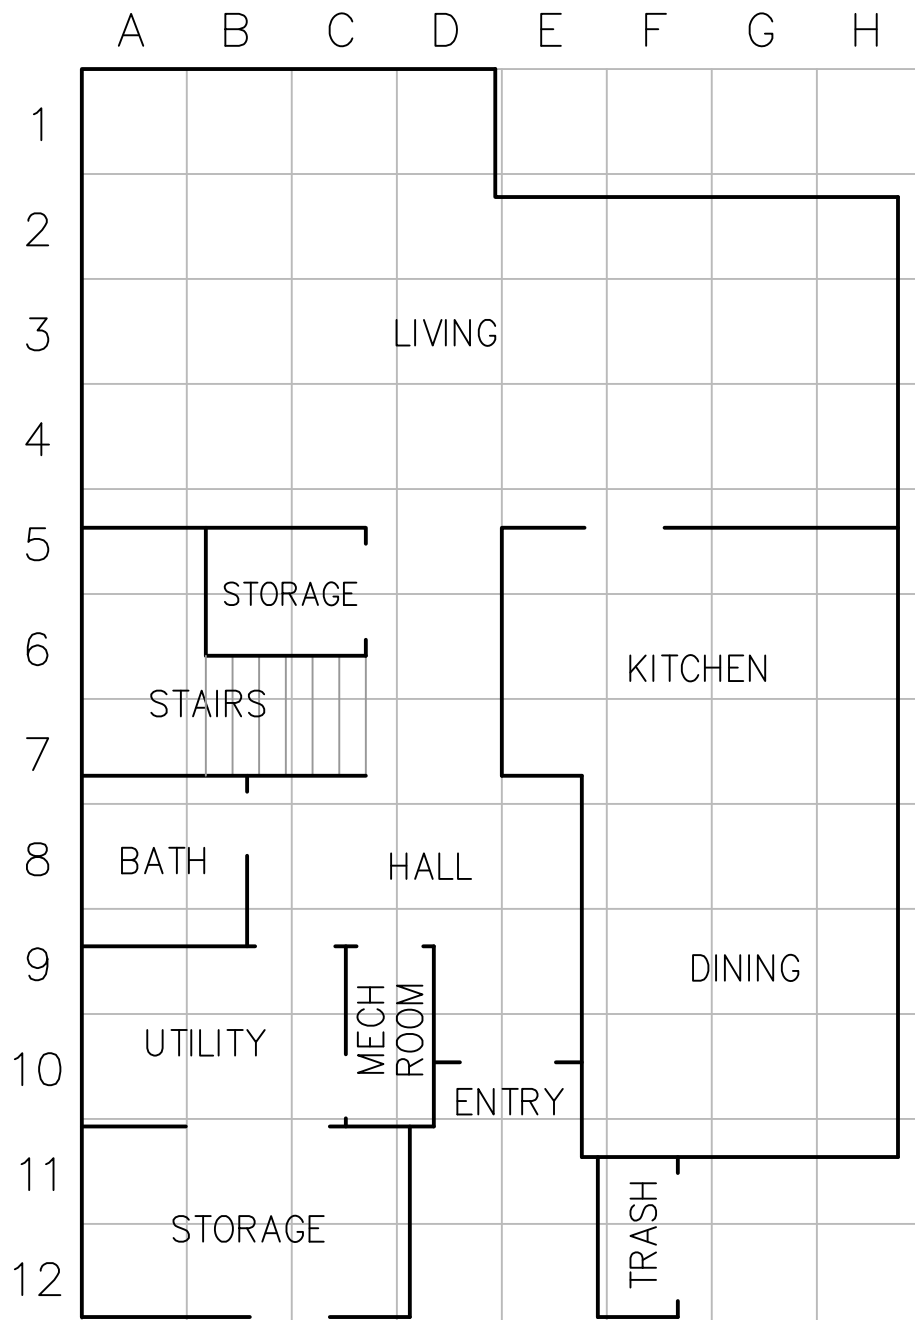 A B C D E F G H
1
2
3
LIVING
4
5
STORAGE
6
KITCHEN
STAIRS
7
8
BATH
HALL
9
DINING
MECH
ROOM
UTILITY
10
ENTRY
11
TRASH
STORAGE
12